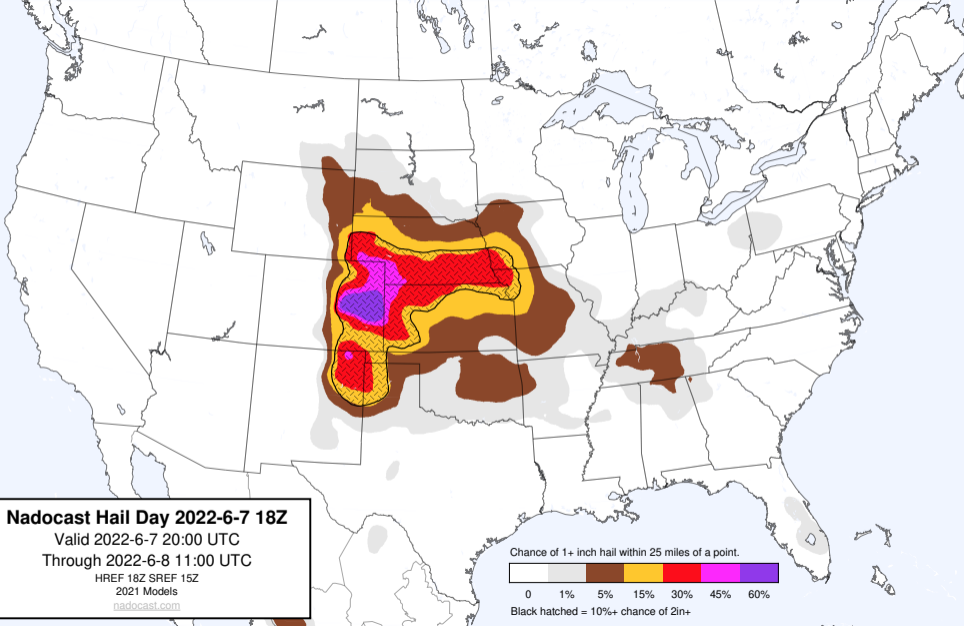 Nadocast Hail Day 2022-6-7 18Z
Valid 2022-6-7 20:00 UTC
Through 2022-6-8 11:00 UTC
HREF 18Z SREF 15Z
2021 Models
nadocast.com
Chance of 1+ inch hail within 25 miles of a point.
0 1% 5% 15% 30% 45% 60%
Black hatched = 10%+ chance of 2in+